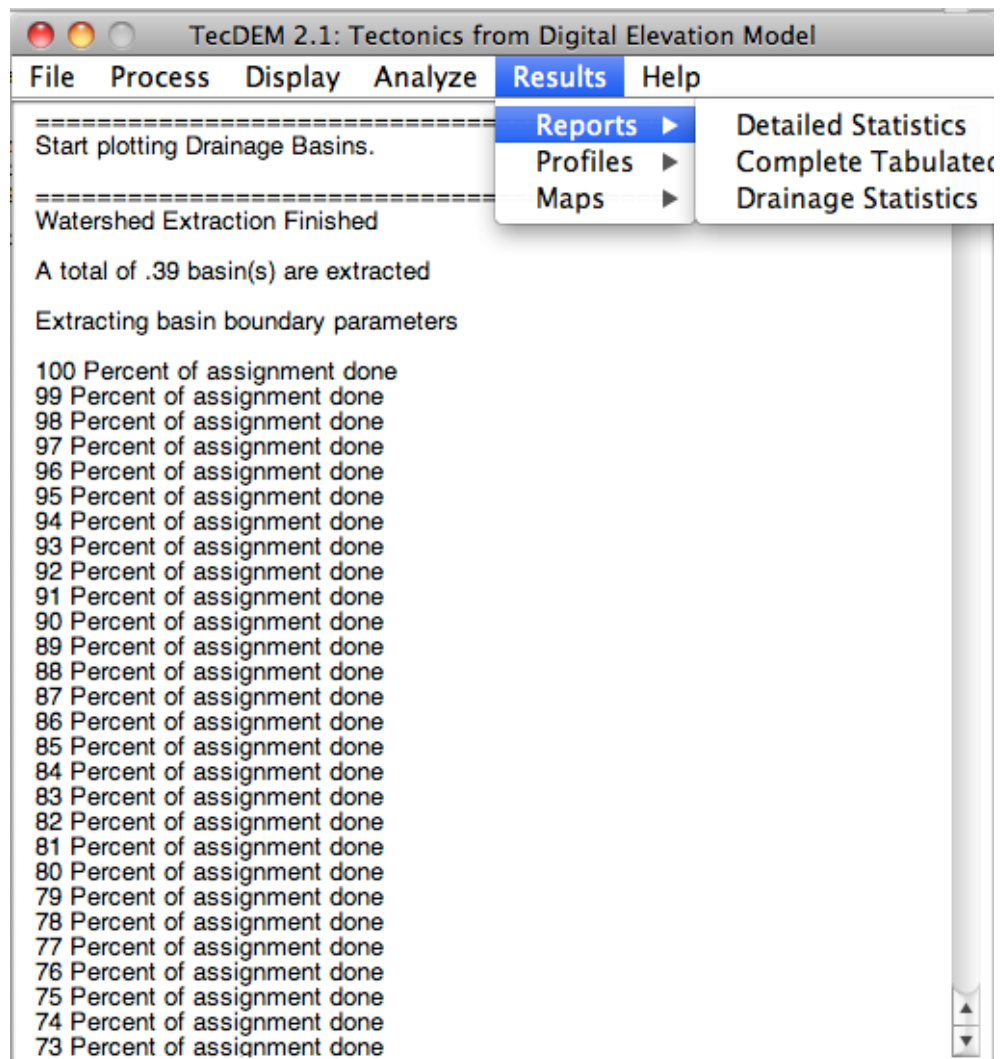 TecDEM 2.1: Tectonics from Digital Elevation Model
File Process Display Analyze Results Help
Reports ▶ Detailed Statistics
Profiles ▶ Complete Tabulated
Maps ▶ Drainage Statistics
================================
Start plotting Drainage Basins.
================================
Watershed Extraction Finished
A total of .39 basin(s) are extracted
Extracting basin boundary parameters
100 Percent of assignment done
99 Percent of assignment done
98 Percent of assignment done
97 Percent of assignment done
96 Percent of assignment done
95 Percent of assignment done
94 Percent of assignment done
93 Percent of assignment done
92 Percent of assignment done
91 Percent of assignment done
90 Percent of assignment done
89 Percent of assignment done
88 Percent of assignment done
87 Percent of assignment done
86 Percent of assignment done
85 Percent of assignment done
84 Percent of assignment done
83 Percent of assignment done
82 Percent of assignment done
81 Percent of assignment done
80 Percent of assignment done
79 Percent of assignment done
78 Percent of assignment done
77 Percent of assignment done
76 Percent of assignment done
75 Percent of assignment done
74 Percent of assignment done
73 Percent of assignment done